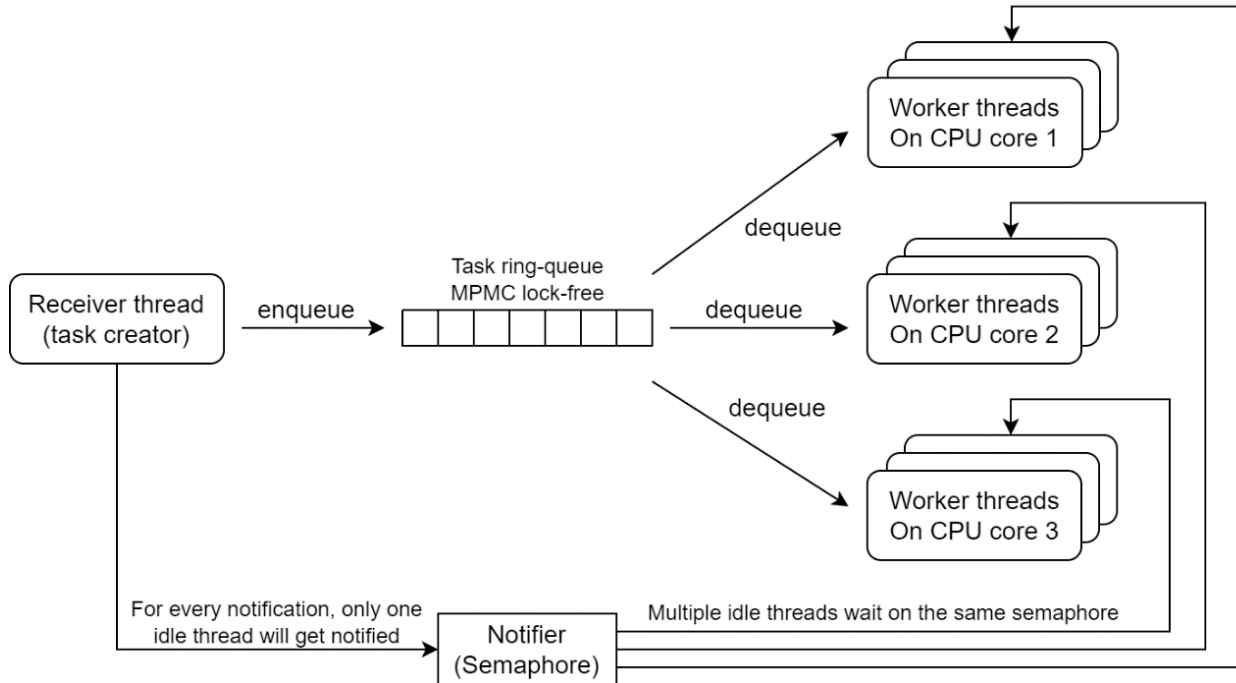 Worker threads
On CPU core 1
dequeue
Task ring-queue
MPMC lock-free
Receiver thread
(task creator)
enqueue
dequeue
Worker threads
On CPU core 2
dequeue
Worker threads
On CPU core 3
For every notification, only one
idle thread will get notified
Notifier
(Semaphore)
Multiple idle threads wait on the same semaphore